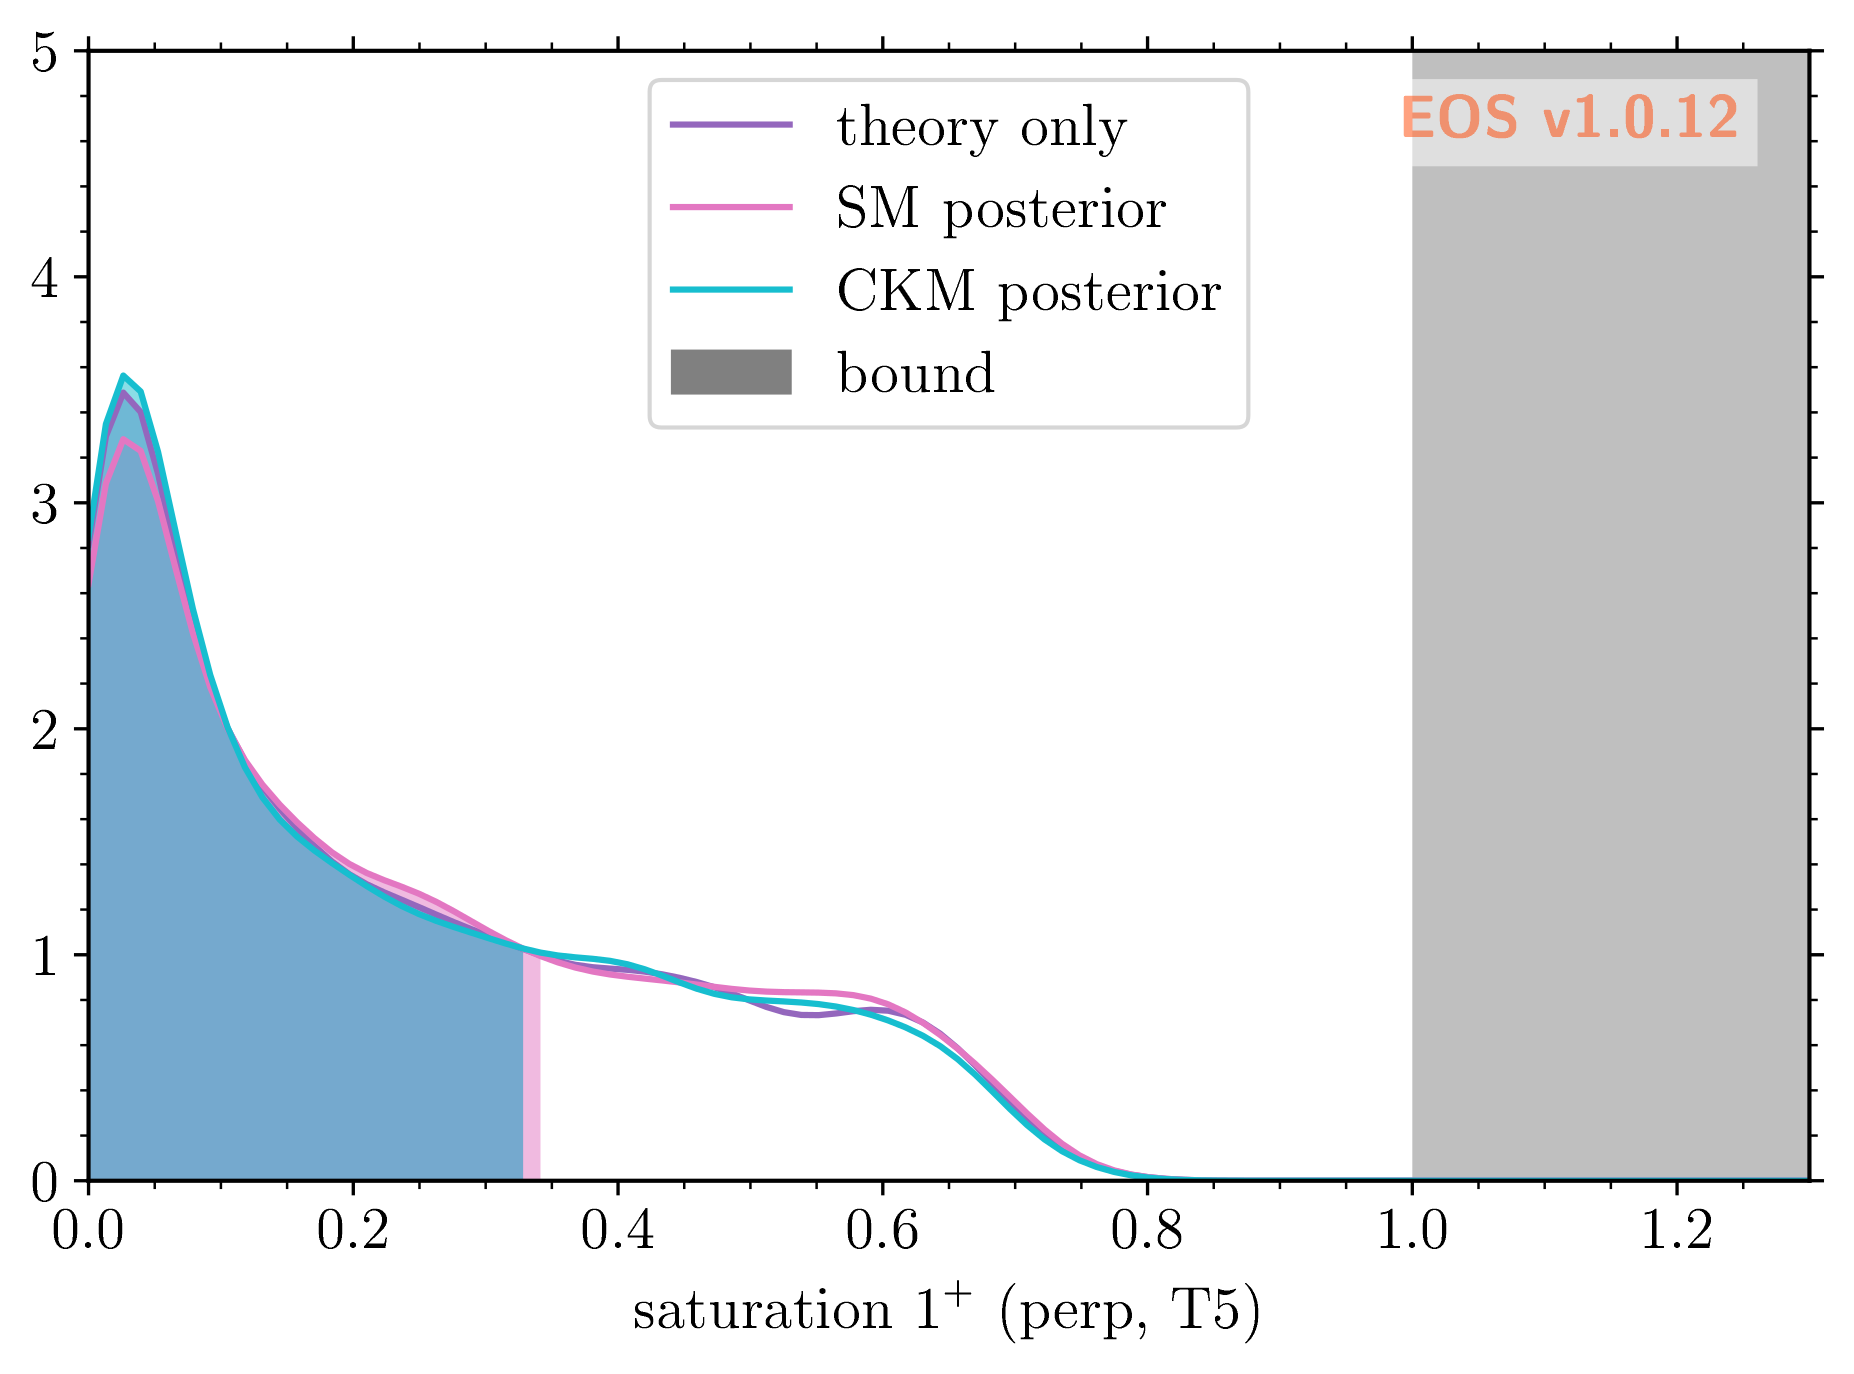 5
4
3
2
1
0
theory only
SM posterior
CKM posterior
bound
EOS v1.0.12
0.0 0.2 0.4 0.6 0.8 1.0 1.2
saturation 1⁺ (perp, T5)